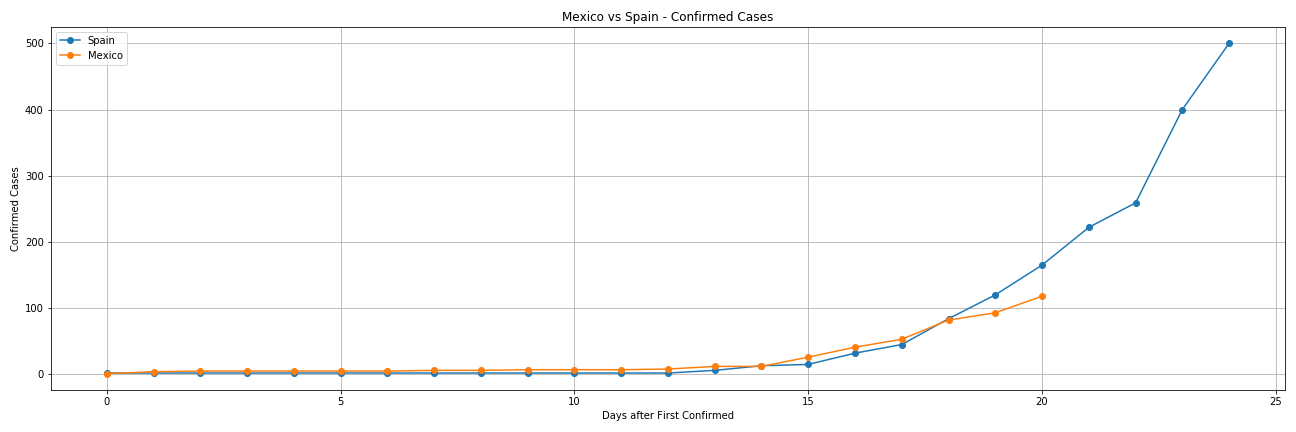 Mexico vs Spain - Confirmed Cases
Spain
Mexico
500
400
300
200
100
0
Confirmed Cases
0 5 10 15 20 25
Days after First Confirmed